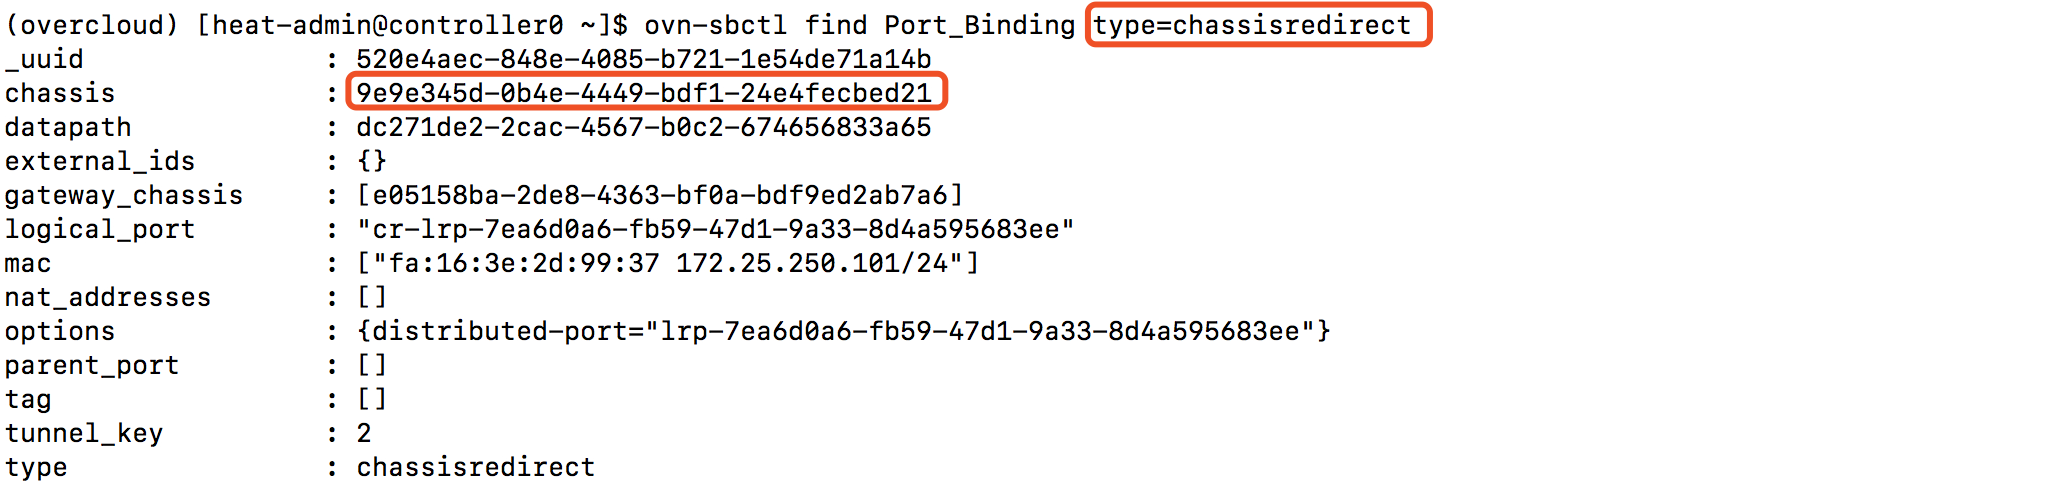 (overcloud) [heat-admin@controller0 ~]$ ovn-sbctl find Port_Binding type=chassisredirect
_uuid               : 520e4aec-848e-4085-b721-1e54de71a14b
chassis             : 9e9e345d-0b4e-4449-bdf1-24e4fecbed21
datapath            : dc271de2-2cac-4567-b0c2-674656833a65
external_ids        : {}
gateway_chassis     : [e05158ba-2de8-4363-bf0a-bdf9ed2ab7a6]
logical_port        : "cr-lrp-7ea6d0a6-fb59-47d1-9a33-8d4a595683ee"
mac                 : ["fa:16:3e:2d:99:37 172.25.250.101/24"]
nat_addresses       : []
options             : {distributed-port="lrp-7ea6d0a6-fb59-47d1-9a33-8d4a595683ee"}
parent_port         : []
tag                 : []
tunnel_key          : 2
type                : chassisredirect